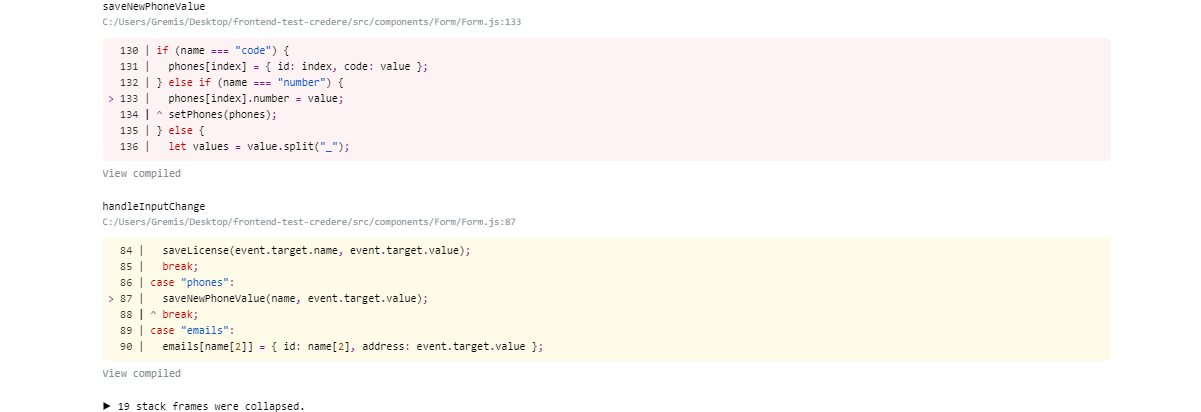 saveNewPhoneValue
C:/Users/Gremis/Desktop/frontend-test-credere/src/components/Form/Form.js:133
130 | if (name === "code") {
131 |   phones[index] = { id: index, code: value };
132 | } else if (name === "number") {
> 133 |   phones[index].number = value;
134 | ^ setPhones(phones);
135 | } else {
136 |   let values = value.split("_");
View compiled
handleInputChange
C:/Users/Gremis/Desktop/frontend-test-credere/src/components/Form/Form.js:87
84 |   saveLicense(event.target.name, event.target.value);
85 |   break;
86 | case "phones":
> 87 |   saveNewPhoneValue(name, event.target.value);
88 | ^ break;
89 | case "emails":
90 |   emails[name[2]] = { id: name[2], address: event.target.value };
View compiled
▶ 19 stack frames were collapsed.